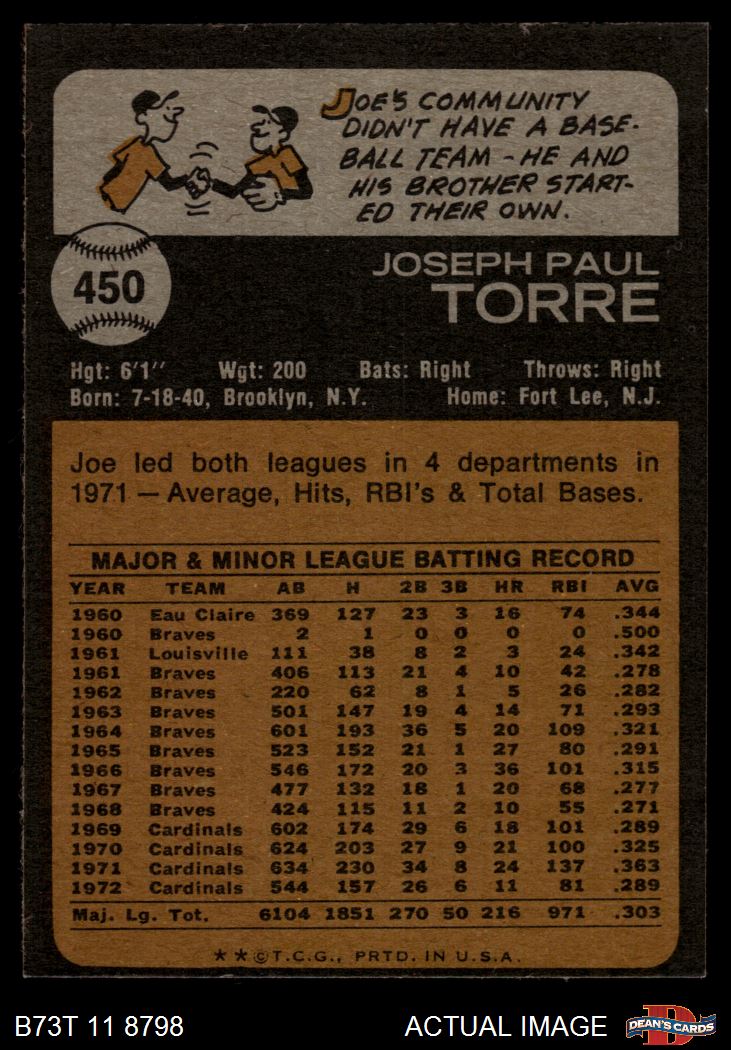 JOE'S COMMUNITY
DIDN'T HAVE A BASE-
BALL TEAM - HE AND
HIS BROTHER START-
ED THEIR OWN.
450
JOSEPH PAUL
TORRE
Hgt: 6'1" Wgt: 200 Bats: Right Throws: Right
Born: 7-18-40, Brooklyn, N.Y. Home: Fort Lee, N.J.
Joe led both leagues in 4 departments in
1971 — Average, Hits, RBI's & Total Bases.
MAJOR & MINOR LEAGUE BATTING RECORD
YEAR TEAM AB H 2B 3B HR RBI AVG
1960 Eau Claire 369 127 23 3 16 74 .344
1960 Braves 2 1 0 0 0 0 .500
1961 Louisville 111 38 8 2 3 24 .342
1961 Braves 406 113 21 4 10 42 .278
1962 Braves 220 62 8 1 5 26 .282
1963 Braves 501 147 19 4 14 71 .293
1964 Braves 601 193 36 5 20 109 .321
1965 Braves 523 152 21 1 27 80 .291
1966 Braves 546 172 20 3 36 101 .315
1967 Braves 477 132 18 1 20 68 .277
1968 Braves 424 115 11 2 10 55 .271
1969 Cardinals 602 174 29 6 18 101 .289
1970 Cardinals 624 203 27 9 21 100 .325
1971 Cardinals 634 230 34 8 24 137 .363
1972 Cardinals 544 157 26 6 11 81 .289
Maj. Lg. Tot. 6104 1851 270 50 216 971 .303
★★©T.C.G., PRTD. IN U.S.A.
B73T 11 8798 ACTUAL IMAGE D DEAN'S CARDS